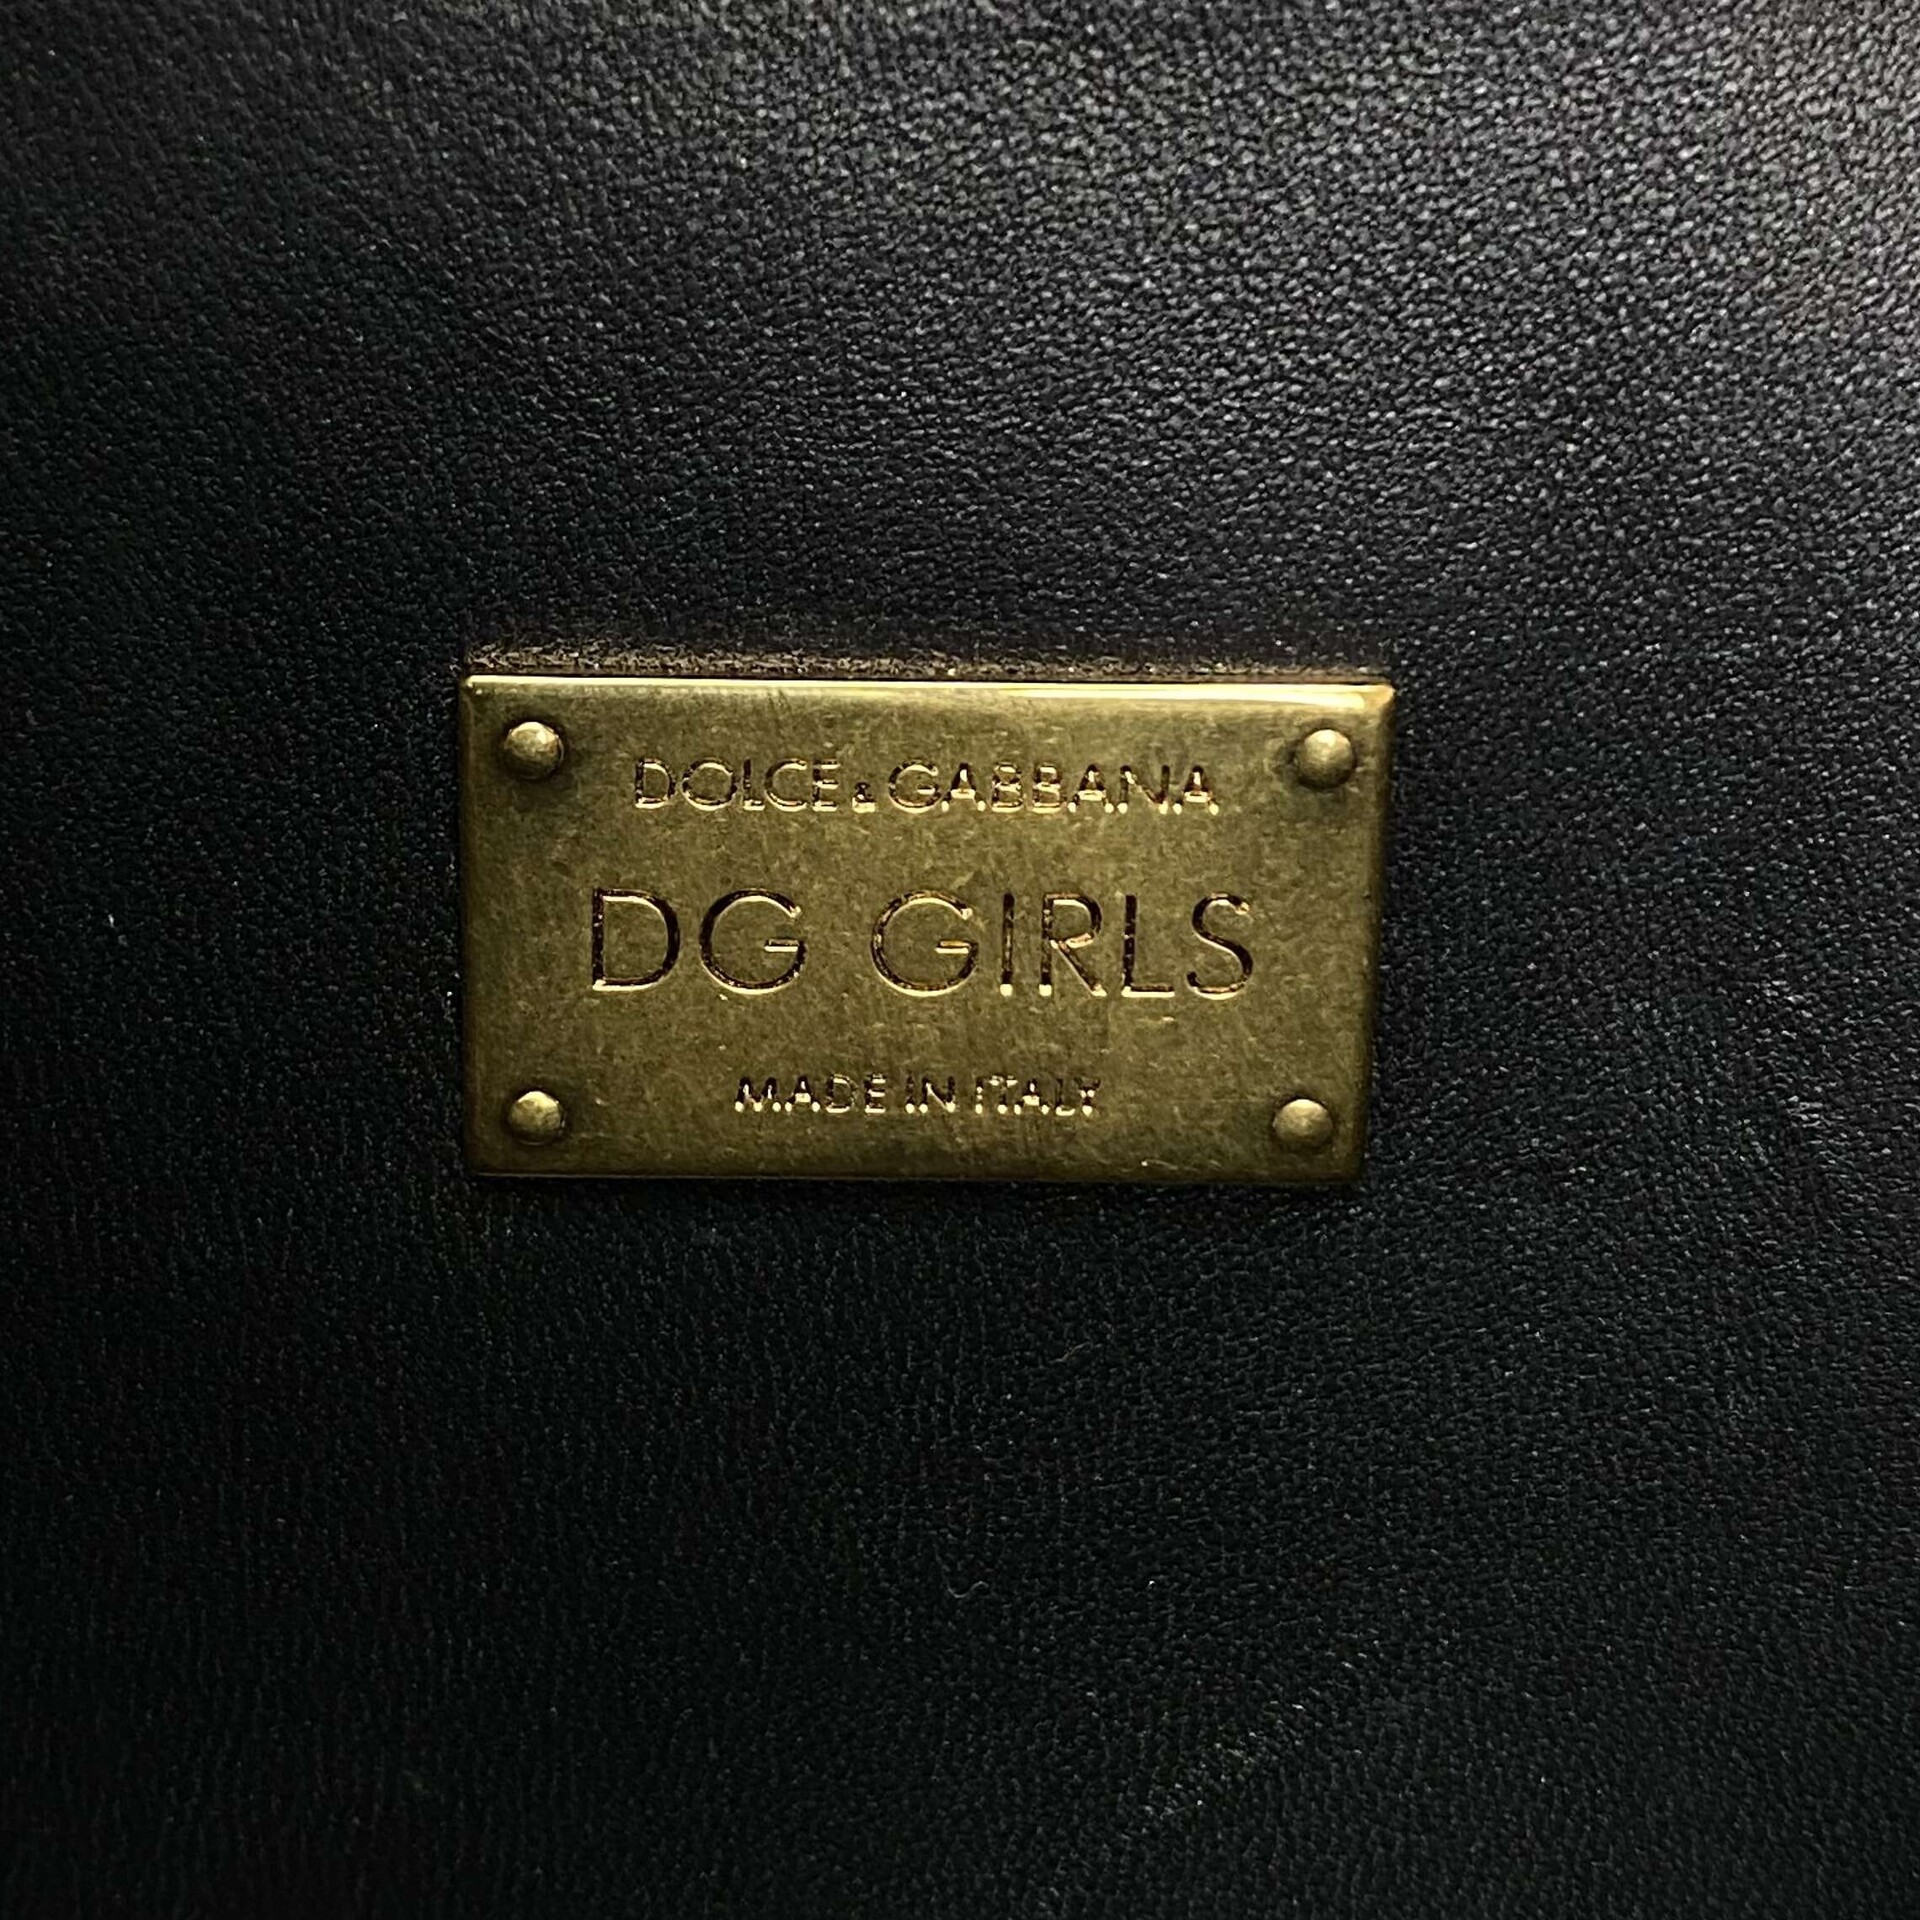 DOLCE & GABBANA
DG GIRLS
MADE IN ITALY